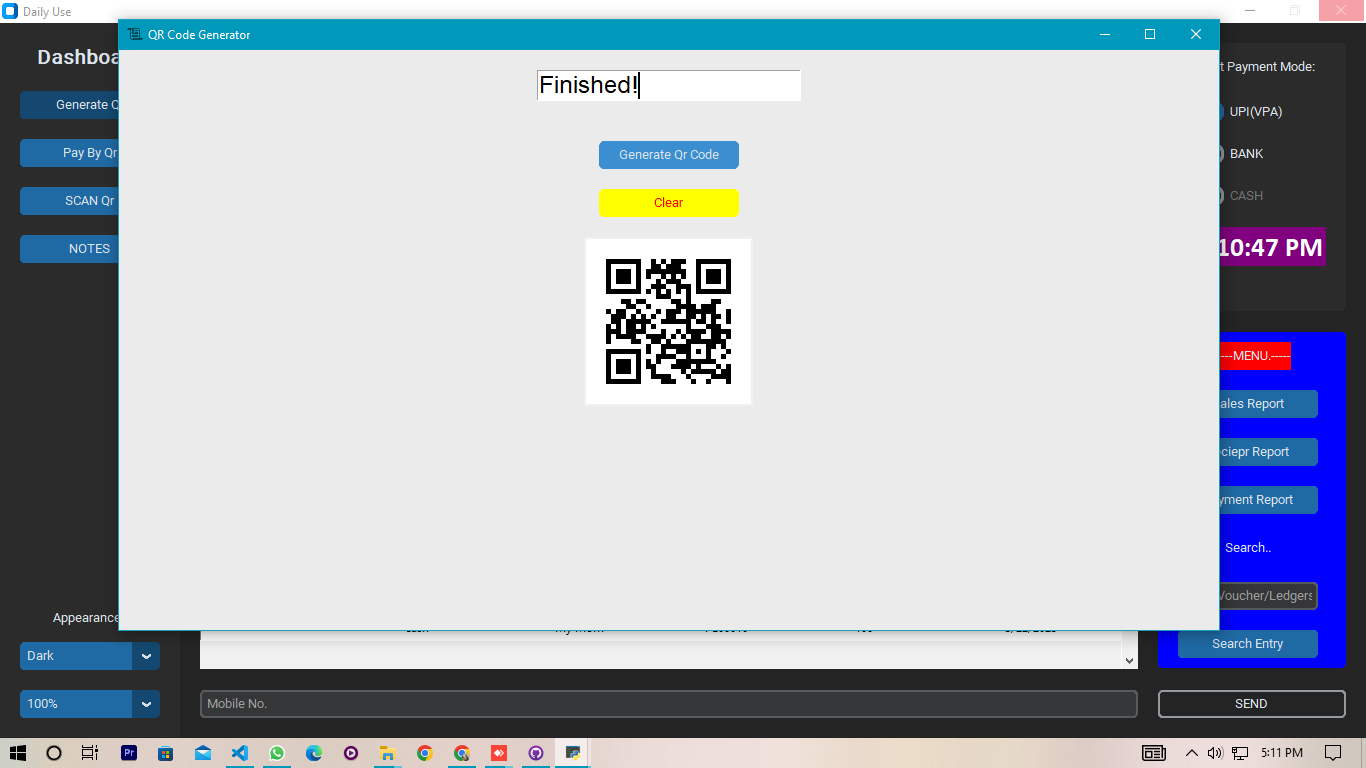 Daily Use
QR Code Generator
Dashboa
Generate Q
Pay By Qr
SCAN Qr
NOTES
Appearance
Dark
100%
Finished!
Generate Qr Code
Clear
t Payment Mode:
UPI(VPA)
BANK
CASH
10:47 PM
---MENU.-----
ales Report
ciepr Report
yment Report
Search..
Voucher/Ledgers
Search Entry
Mobile No.
SEND
Pr
5:11 PM